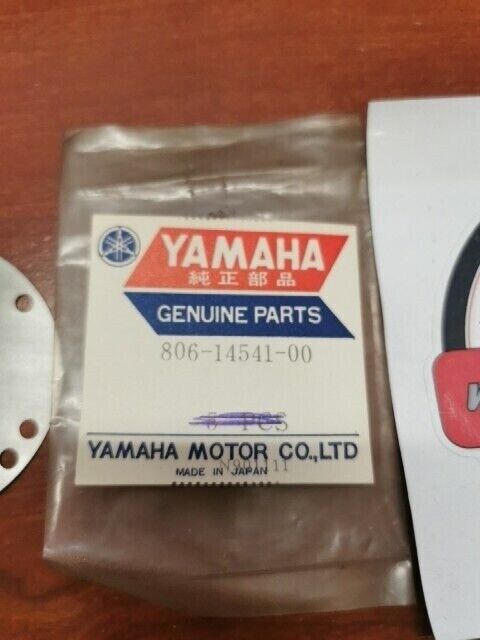 YAMAHA
純正部品
GENUINE PARTS
806-14541-00
5 PCS
YAMAHA MOTOR CO.,LTD
MADE IN JAPAN
N901111